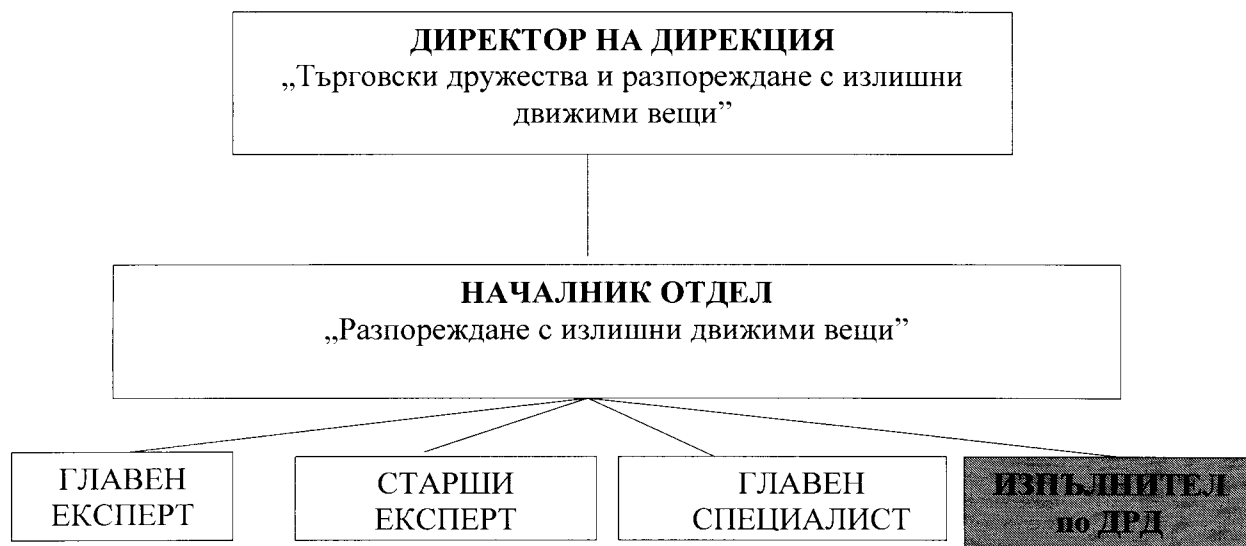 ДИРЕКТОР НА ДИРЕКЦИЯ
„Търговски дружества и разпореждане с излишни
движими вещи”
НАЧАЛНИК ОТДЕЛ
„Разпореждане с излишни движими вещи”
ГЛАВЕН
ЕКСПЕРТ
СТАРШИ
ЕКСПЕРТ
ГЛАВЕН
СПЕЦИАЛИСТ
ИЗПЪЛНИТЕЛ
по ДРД